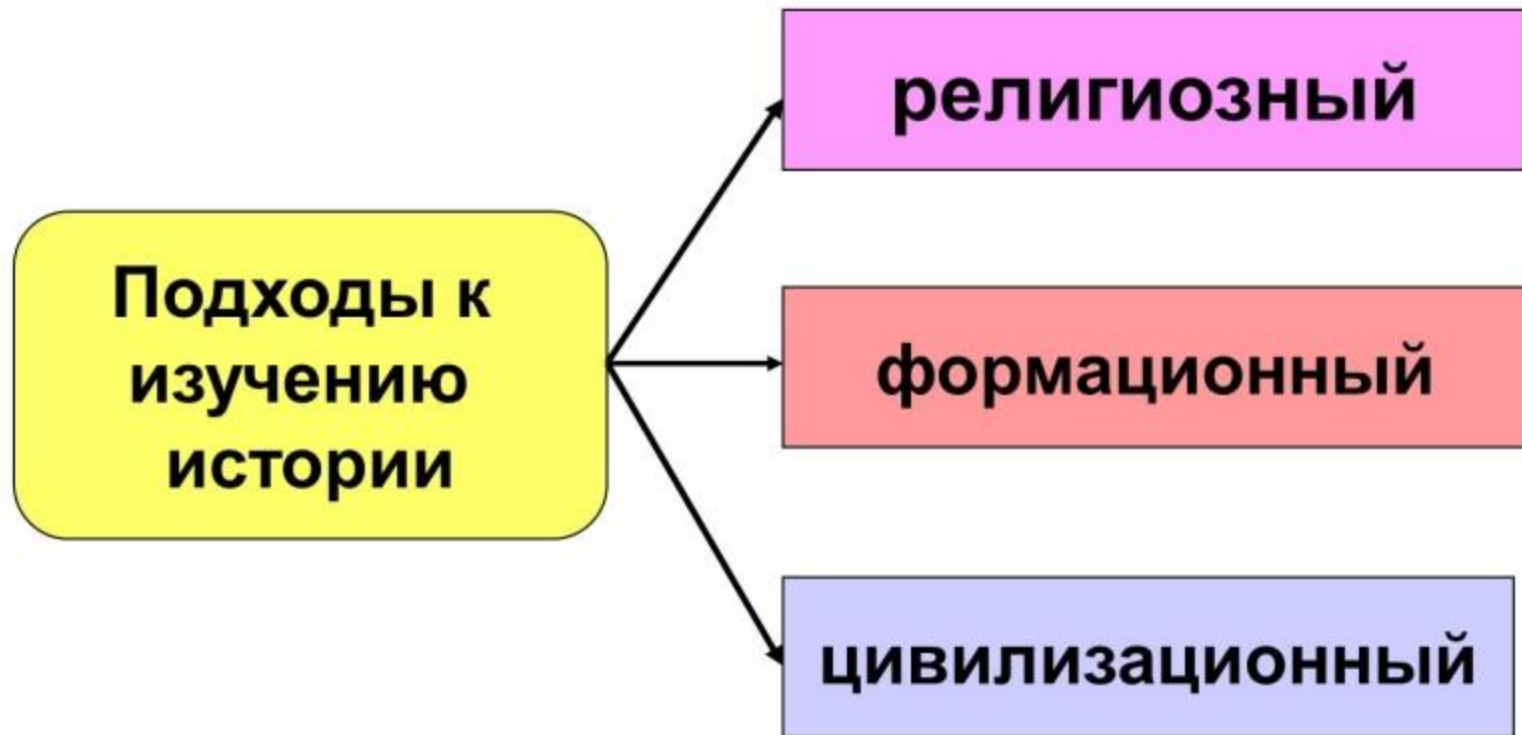 Подходы к
изучению
истории
религиозный
формационный
цивилизационный